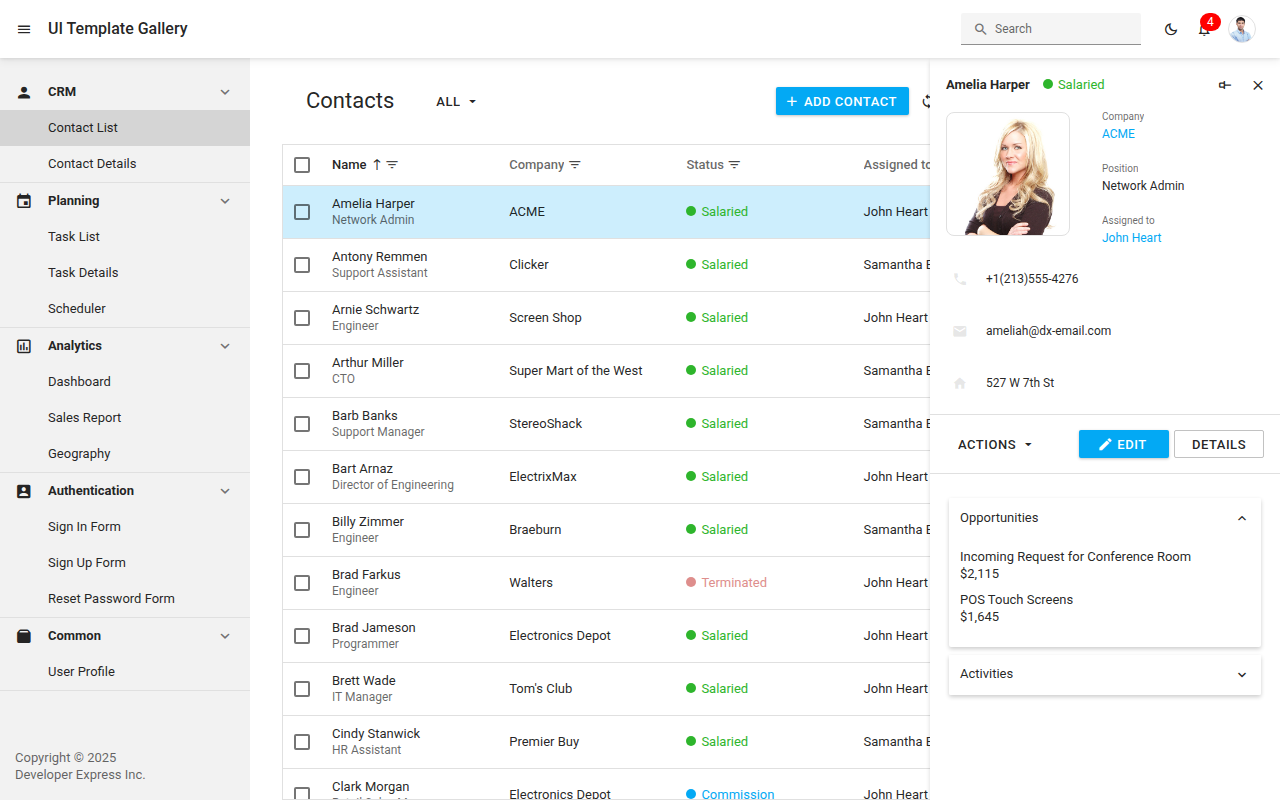 UI Template Gallery
Search
4
CRM
Contact List
Contact Details
Planning
Task List
Task Details
Scheduler
Analytics
Dashboard
Sales Report
Geography
Authentication
Sign In Form
Sign Up Form
Reset Password Form
Common
User Profile
Copyright © 2025
Developer Express Inc.
Contacts
ALL
ADD CONTACT
Name Company Status Assigned to
Amelia Harper
Network Admin
ACME Salaried John Heart
Antony Remmen
Support Assistant
Clicker Salaried Samantha
Arnie Schwartz
Engineer
Screen Shop Salaried John Heart
Arthur Miller
CTO
Super Mart of the West Salaried Samantha
Barb Banks
Support Manager
StereoShack Salaried Samantha
Bart Arnaz
Director of Engineering
ElectrixMax Salaried John Heart
Billy Zimmer
Engineer
Braeburn Salaried Samantha
Brad Farkus
Engineer
Walters Terminated John Heart
Brad Jameson
Programmer
Electronics Depot Salaried John Heart
Brett Wade
IT Manager
Tom's Club Salaried John Heart
Cindy Stanwick
HR Assistant
Premier Buy Salaried Samantha
Clark Morgan
Electronics Depot Commission
Amelia Harper Salaried
Company
ACME
Position
Network Admin
Assigned to
John Heart
+1(213)555-4276
ameliah@dx-email.com
527 W 7th St
ACTIONS EDIT DETAILS
Opportunities
Incoming Request for Conference Room
$2,115
POS Touch Screens
$1,645
Activities